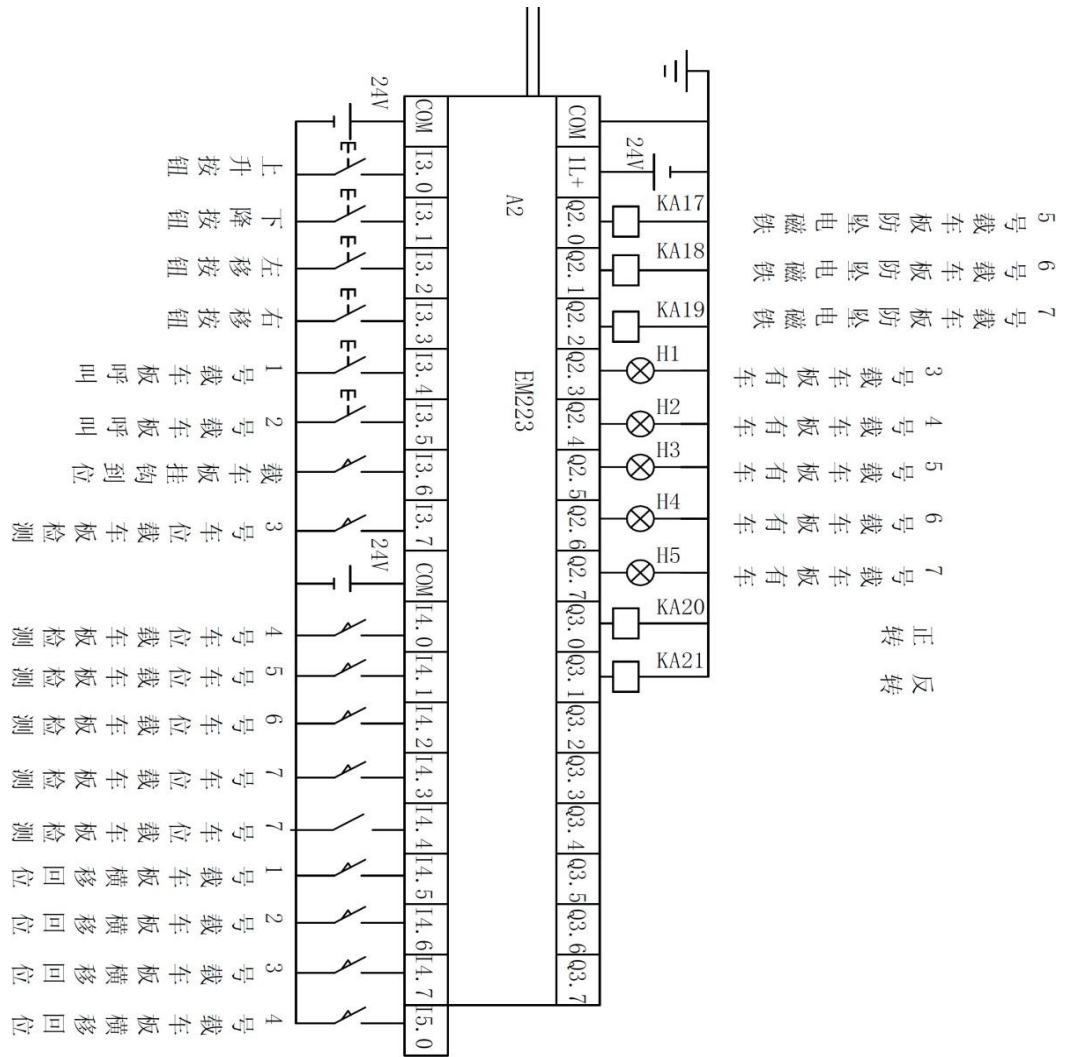 5号载车板防坠电磁铁
6号载车板防坠电磁铁
7号载车板防坠电磁铁
3号载车板有车
4号载车板有车
5号载车板有车
6号载车板有车
7号载车板有车
正转
反转
24V
KA17
KA18
KA19
H1
H2
H3
H4
H5
KA20
KA21
COM
1L+
Q2.0
Q2.1
Q2.2
Q2.3
Q2.4
Q2.5
Q2.6
Q2.7
Q3.0
Q3.1
Q3.2
Q3.3
Q3.4
Q3.5
Q3.6
Q3.7
A2
EM223
COM
I3.0
I3.1
I3.2
I3.3
I3.4
I3.5
I3.6
I3.7
COM
I4.0
I4.1
I4.2
I4.3
I4.4
I4.5
I4.6
I4.7
I5.0
24V
24V
上升按钮
下降按钮
左移按钮
右移按钮
1号载车板呼叫
2号载车板呼叫
载车板挂钩到位
3号车位载车板检测
4号车位载车板检测
5号车位载车板检测
6号车位载车板检测
7号车位载车板检测
7号车位载车板检测
1号载车板横移回位
2号载车板横移回位
3号载车板横移回位
4号载车板横移回位